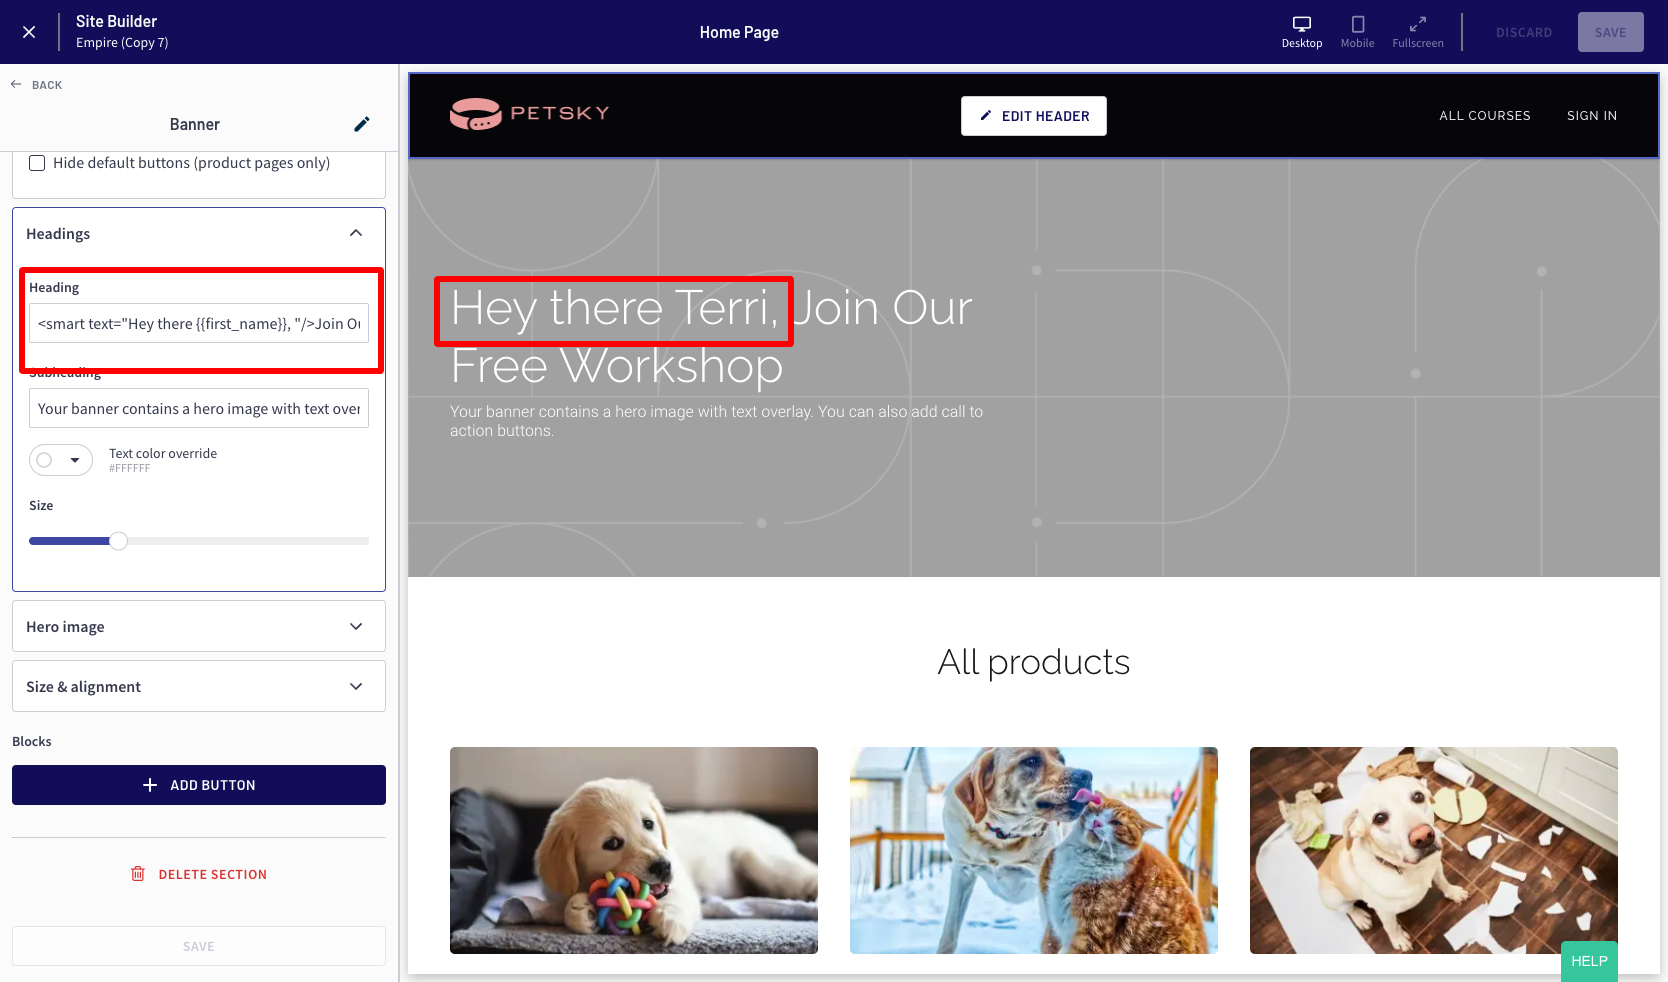 Site Builder
Empire (Copy 7)
Home Page
Desktop
Mobile
Fullscreen
DISCARD
SAVE
BACK
Banner
Hide default buttons (product pages only)
Headings
Heading
<smart text="Hey there {{first_name}}, "/>Join Ou
Subheading
Your banner contains a hero image with text over
Text color override
#FFFFFF
Size
Hero image
Size & alignment
Blocks
ADD BUTTON
DELETE SECTION
SAVE
PETSKY
EDIT HEADER
ALL COURSES
SIGN IN
Hey there Terri, Join Our
Free Workshop
Your banner contains a hero image with text overlay. You can also add call to
action buttons.
All products
HELP